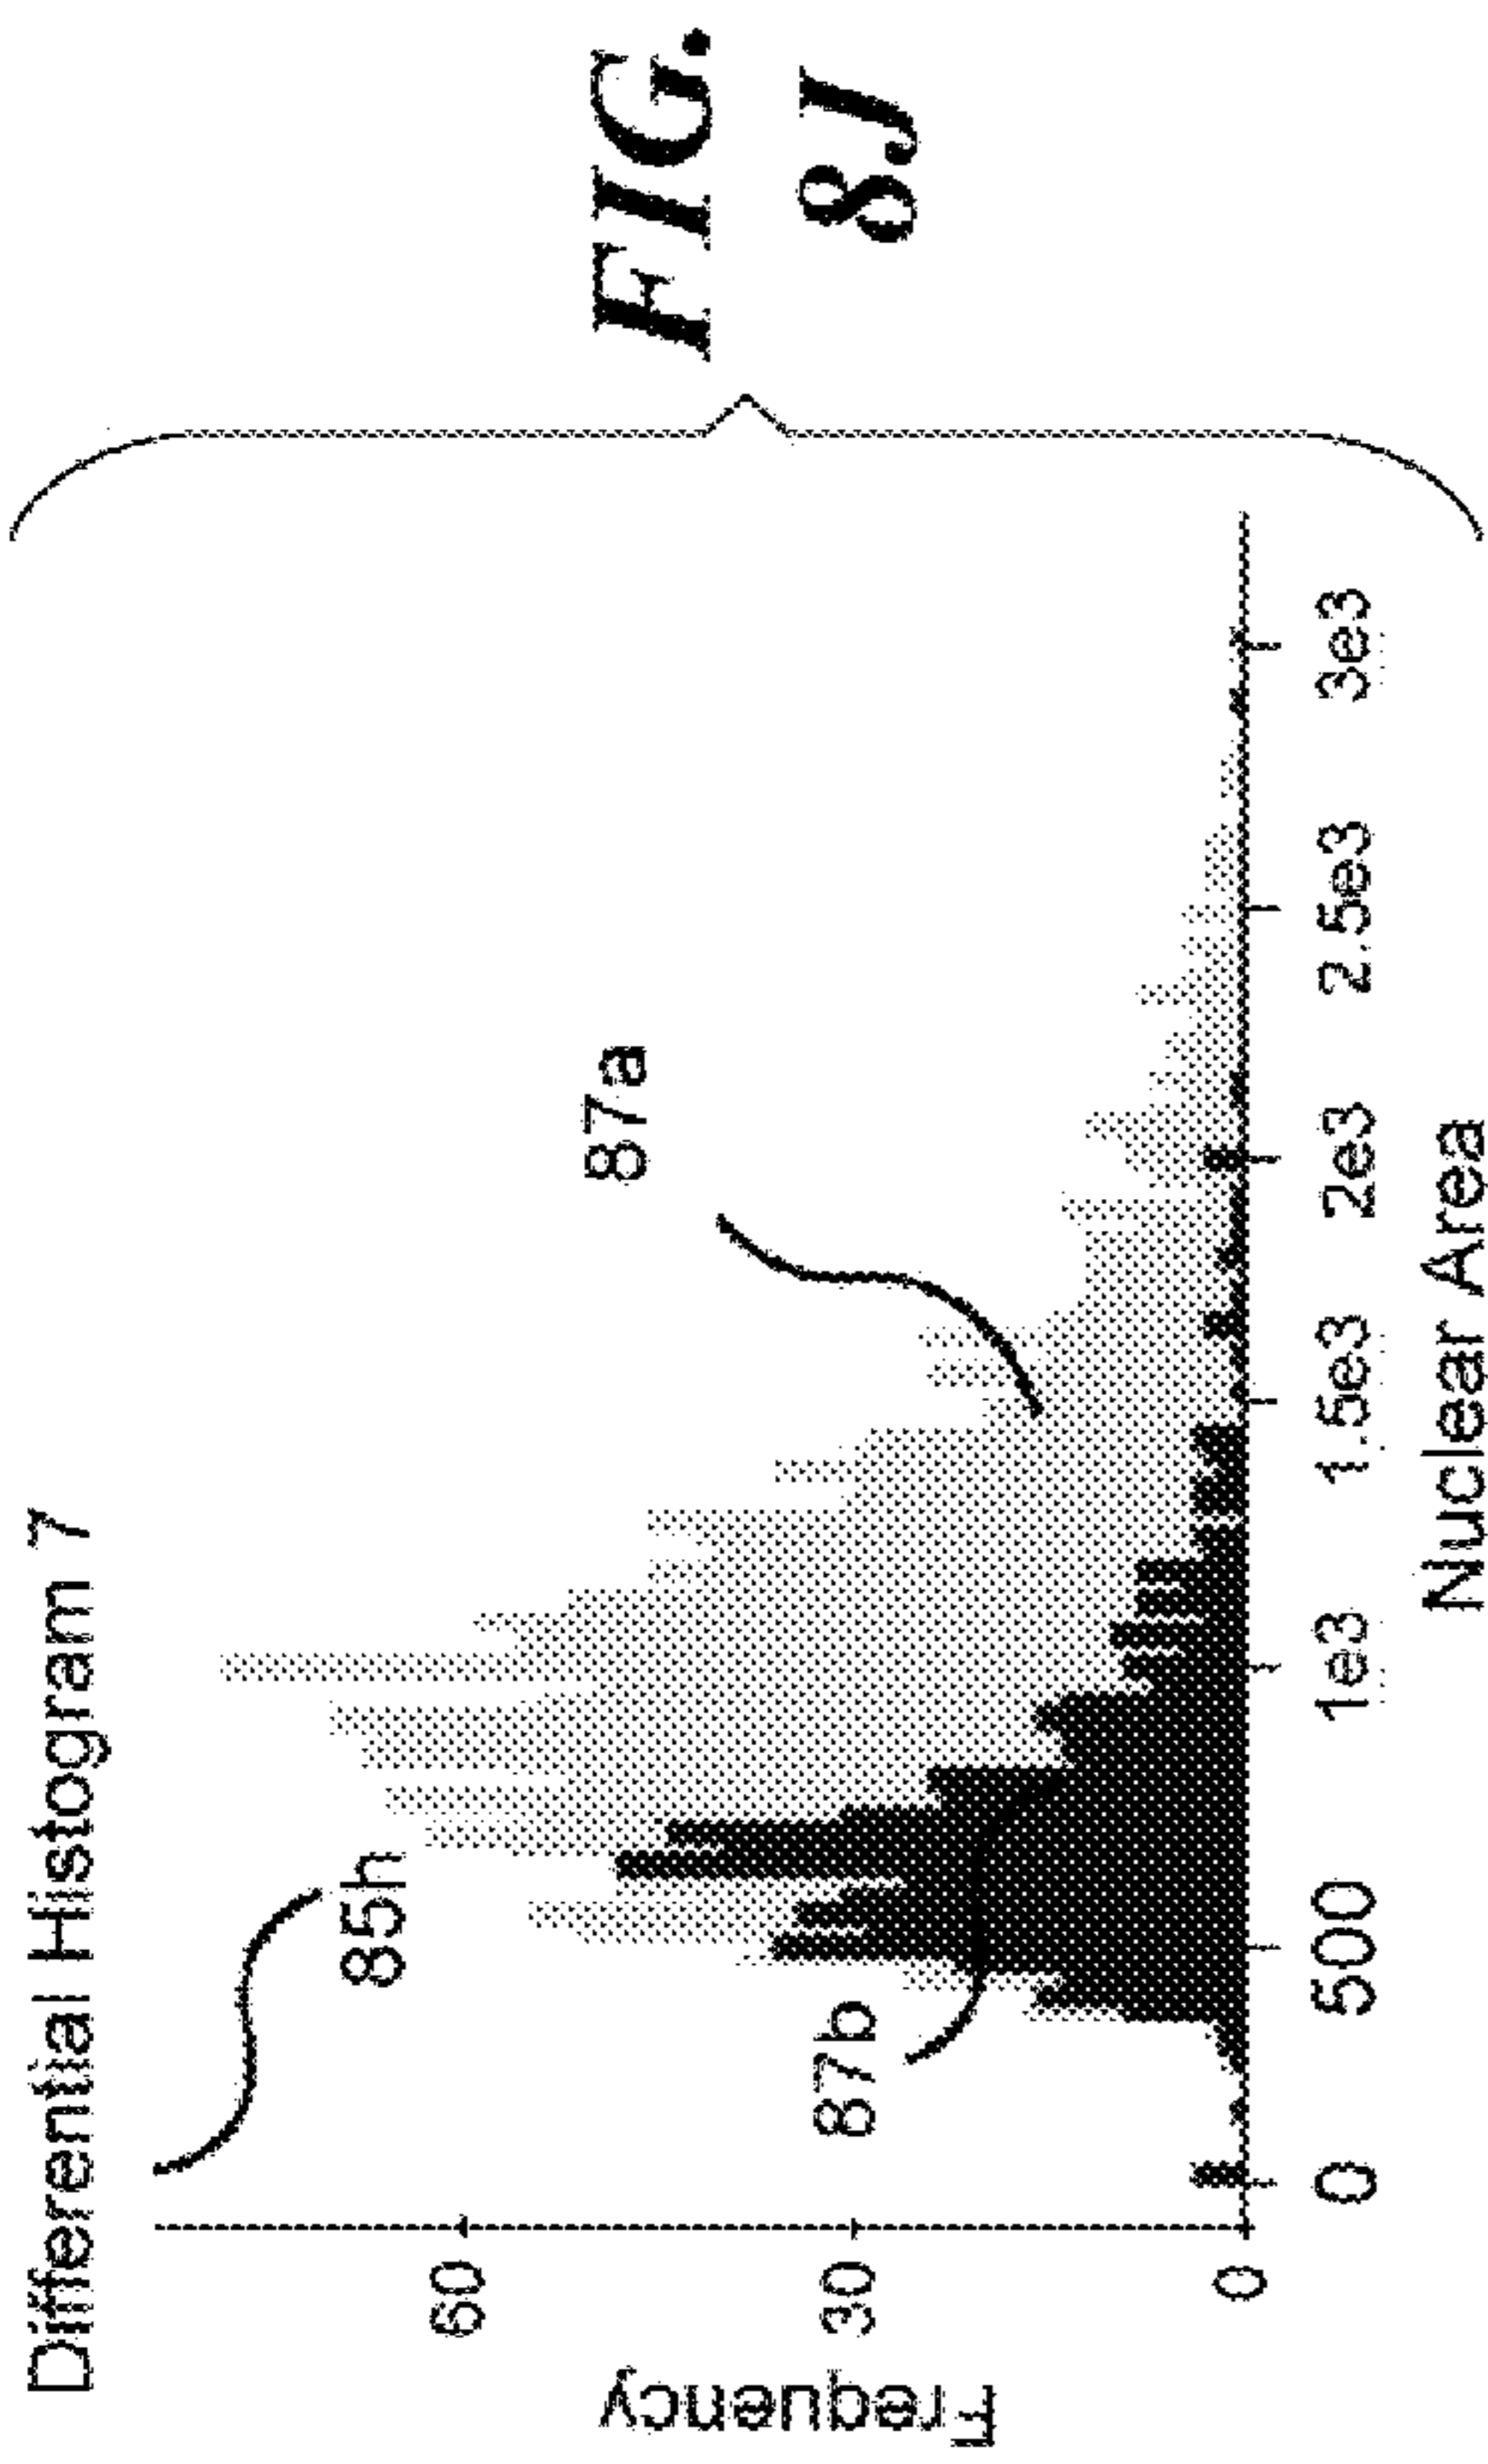 Differential Histogram 7
85h
87a
87b
Frequency
60
30
0
0
500
1e3
1.5e3
2e3
2.5e3
3e3
Nuclear Area
FIG.
8J